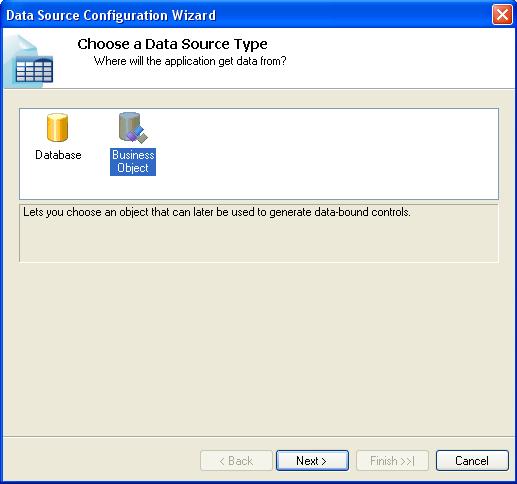 Data Source Configuration Wizard
Choose a Data Source Type
Where will the application get data from?
Database
Business
Object
Lets you choose an object that can later be used to generate data-bound controls.
< Back
Next >
Finish >>|
Cancel